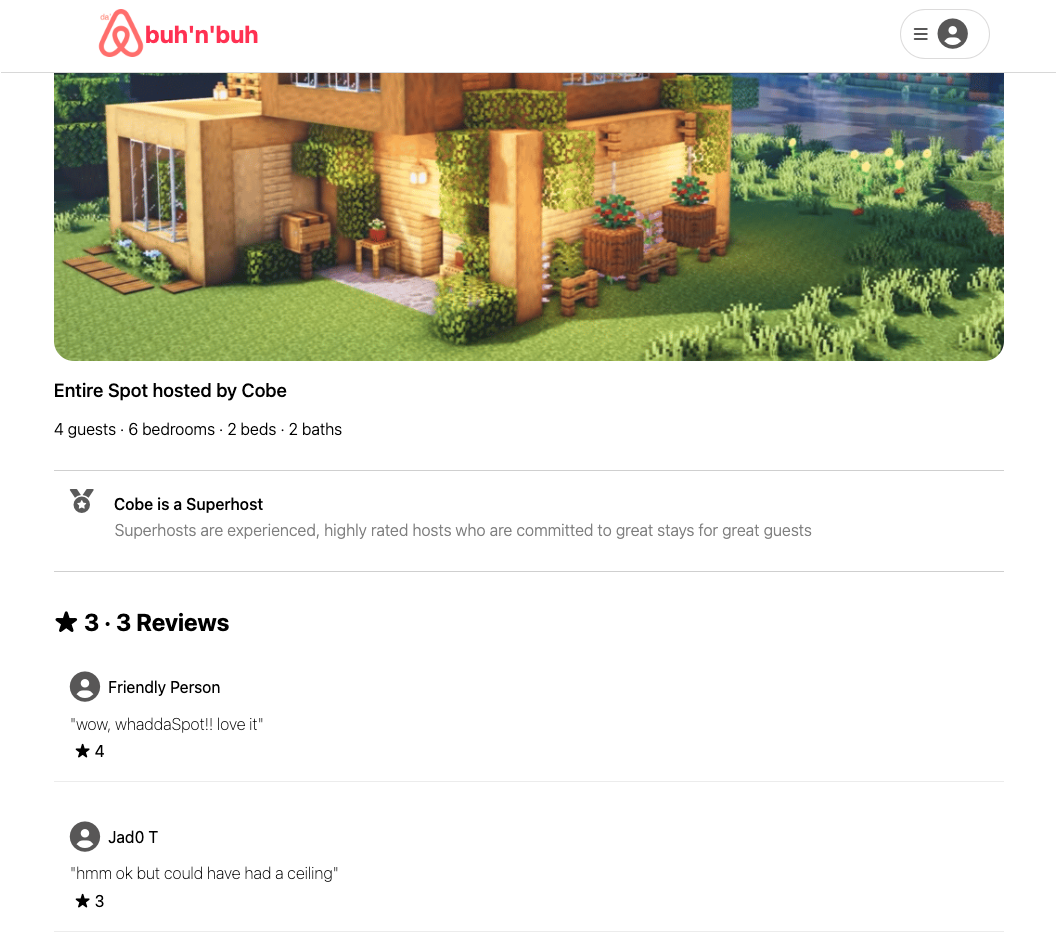 da'
buh'n'buh
Entire Spot hosted by Cobe
4 guests · 6 bedrooms · 2 beds · 2 baths
Cobe is a Superhost
Superhosts are experienced, highly rated hosts who are committed to great stays for great guests
3 · 3 Reviews
Friendly Person
"wow, whaddaSpot!! love it"
4
Jad0 T
"hmm ok but could have had a ceiling"
3